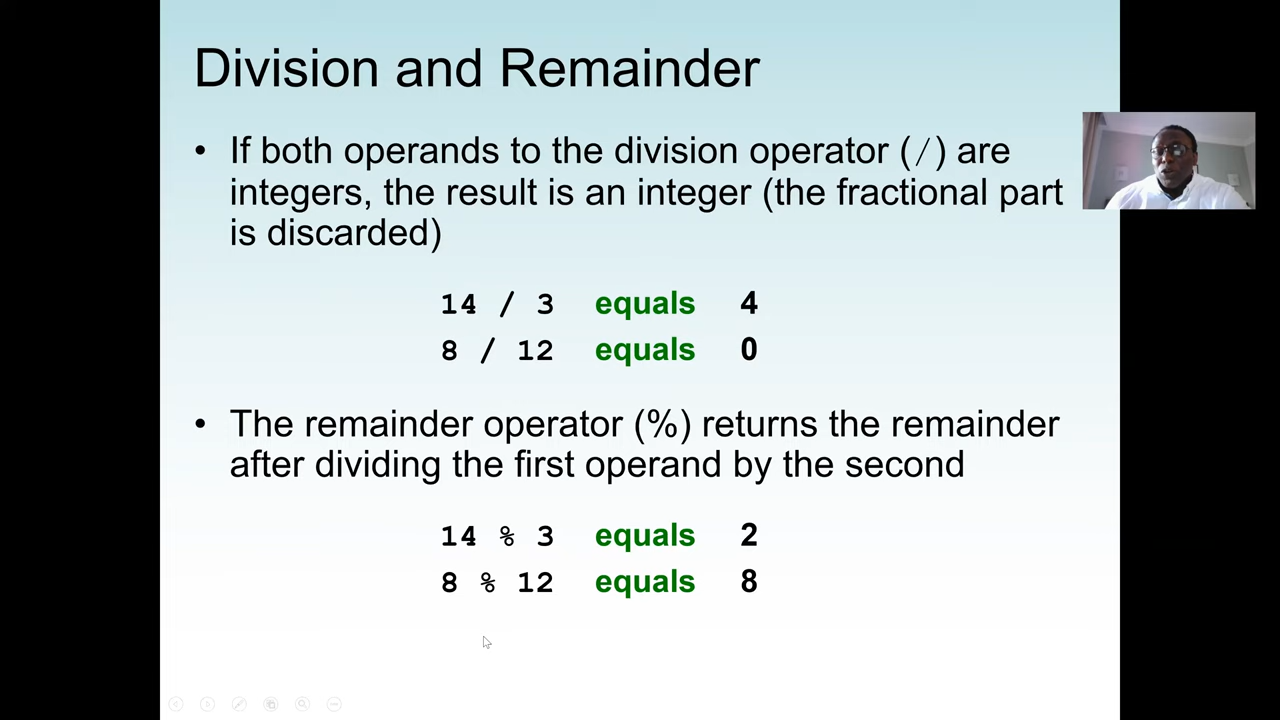 Division and Remainder
• If both operands to the division operator (/) are
integers, the result is an integer (the fractional part
is discarded)
14 / 3 equals 4
8 / 12 equals 0
• The remainder operator (%) returns the remainder
after dividing the first operand by the second
14 % 3 equals 2
8 % 12 equals 8